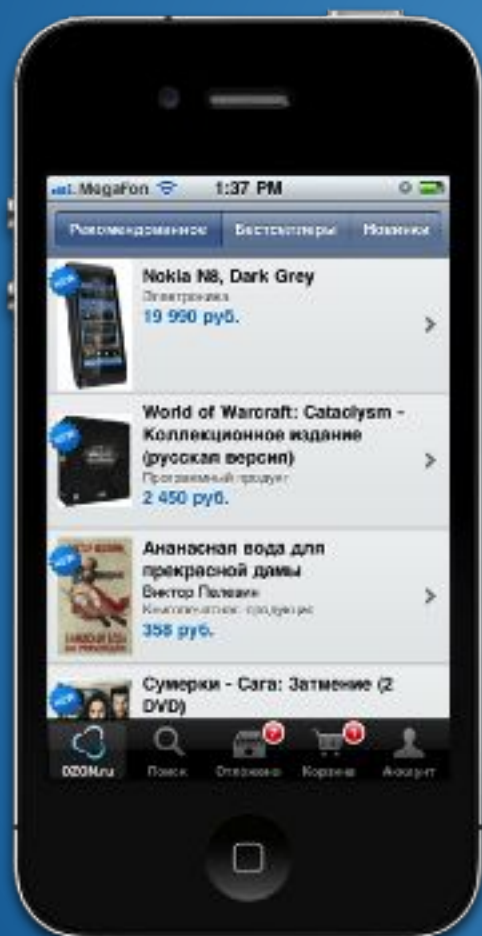 MegaFon 1:37 PM
Рекомендованное Бестселлеры Новинки
Nokia N8, Dark Grey
Электроника
19 990 руб.
World of Warcraft: Cataclysm -
Коллекционное издание
(русская версия)
Программный продукт
2 450 руб.
Ананасная вода для
прекрасной дамы
Виктор Пелевин
Книгопечатная продукция
358 руб.
Сумерки - Сага: Затмение (2
DVD)
OZON.ru Поиск Отложено Корзина Аккаунт